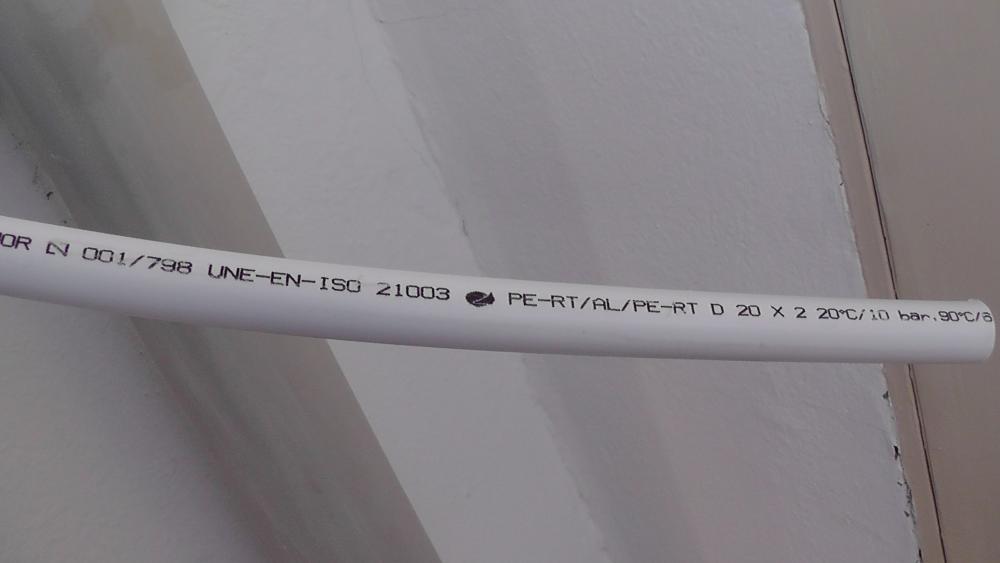 OR N 001/798 UNE-EN-ISO 21003 PE-RT/AL/PE-RT D 20 X 2 20°C/10 bar.90°C/